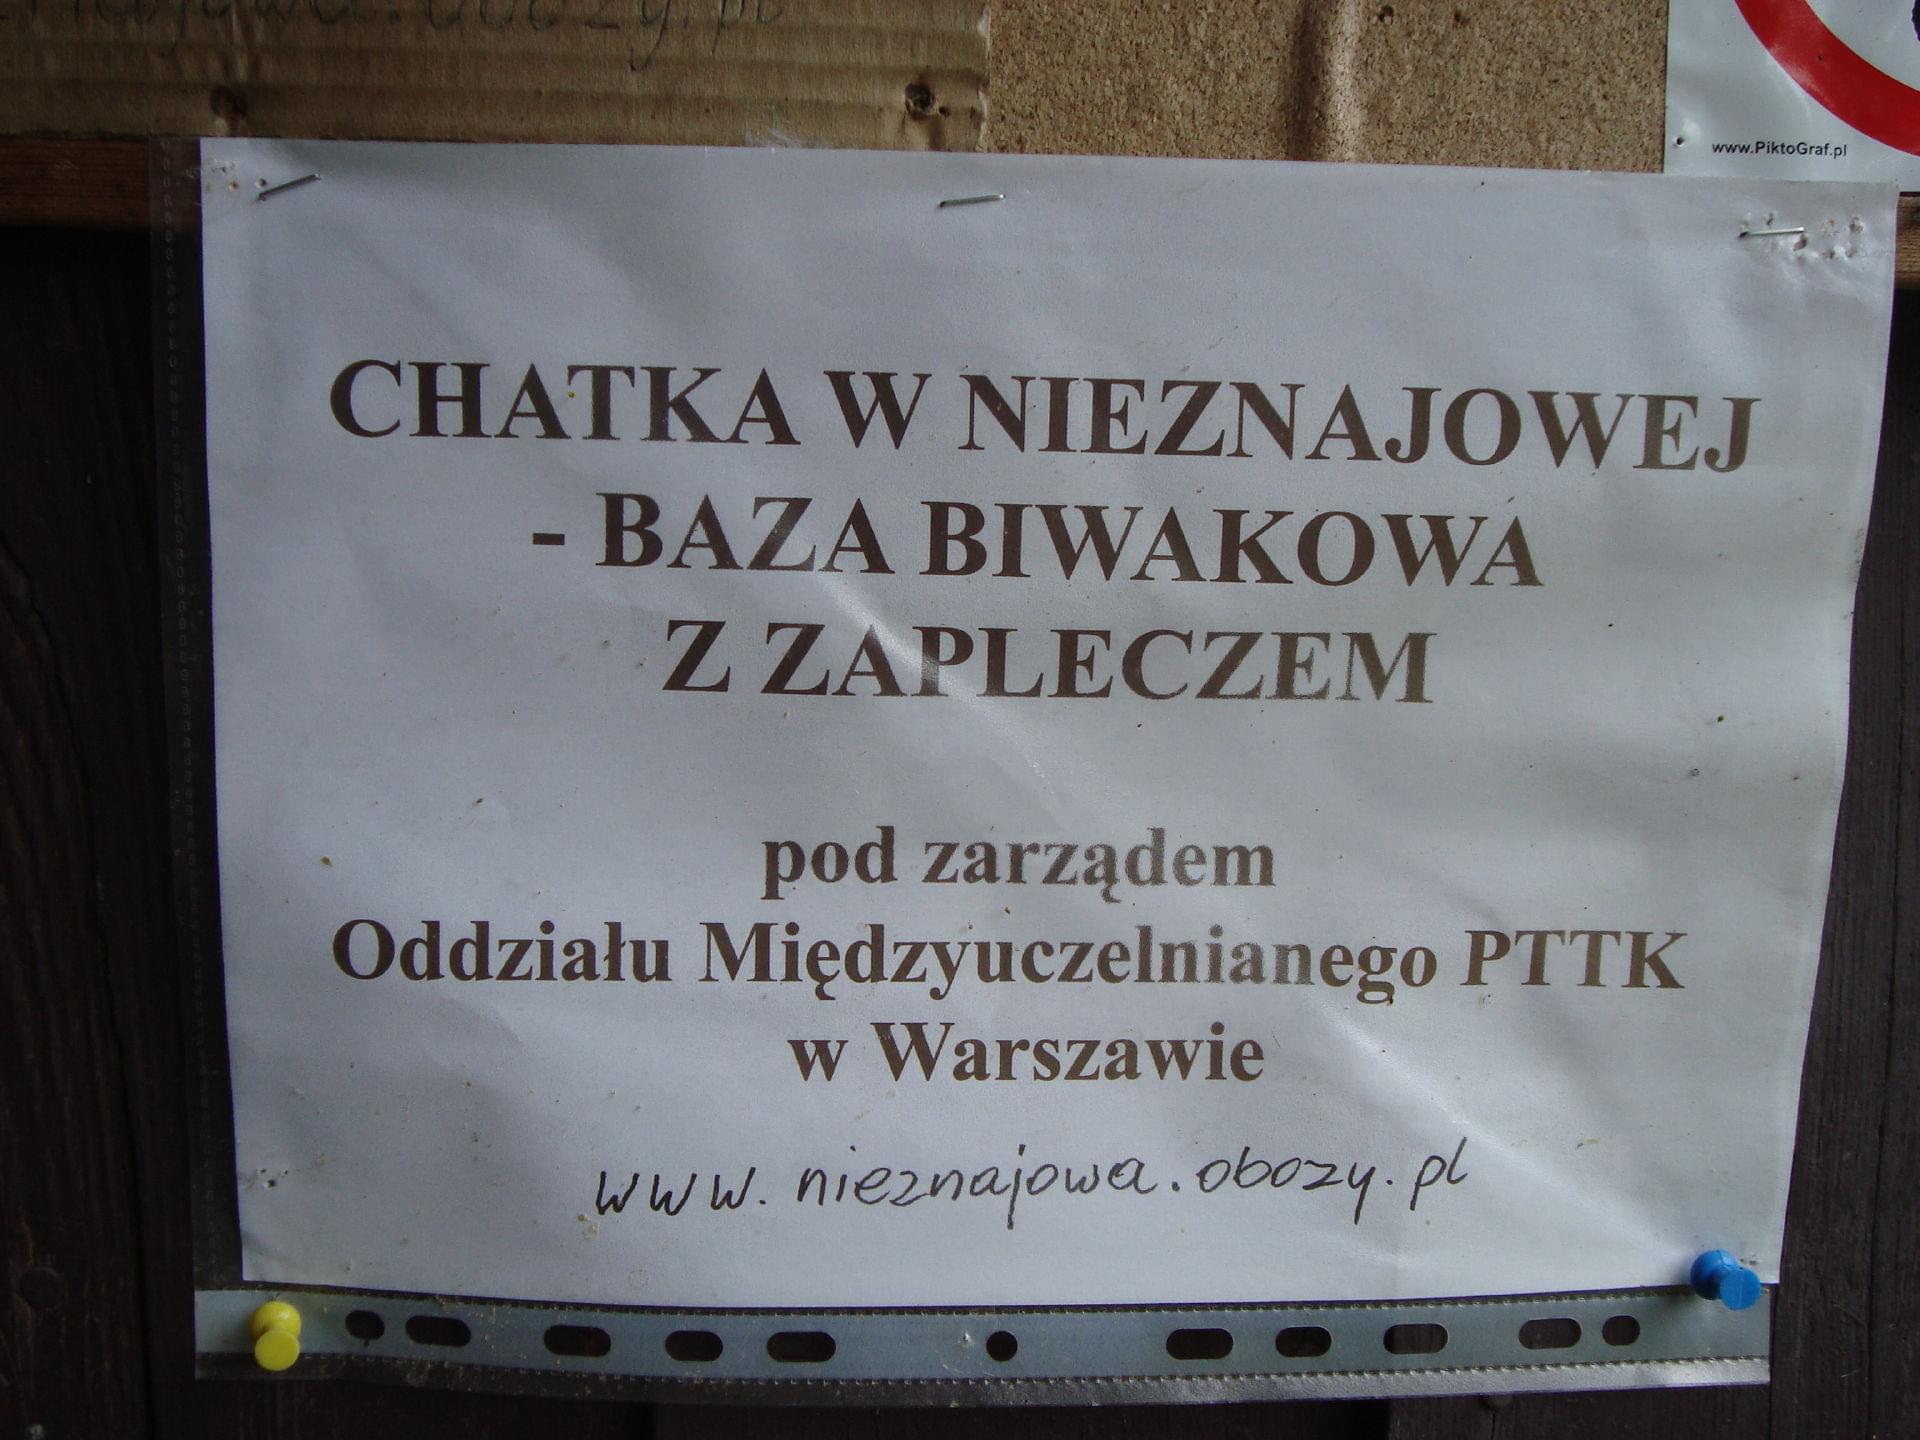 www.PiktoGraf.pl
CHATKA W NIEZNAJOWEJ
- BAZA BIWAKOWA
Z ZAPLECZEM
pod zarządem
Oddziału Międzyuczelnianego PTTK
w Warszawie
www.nieznajowa.obozy.pl